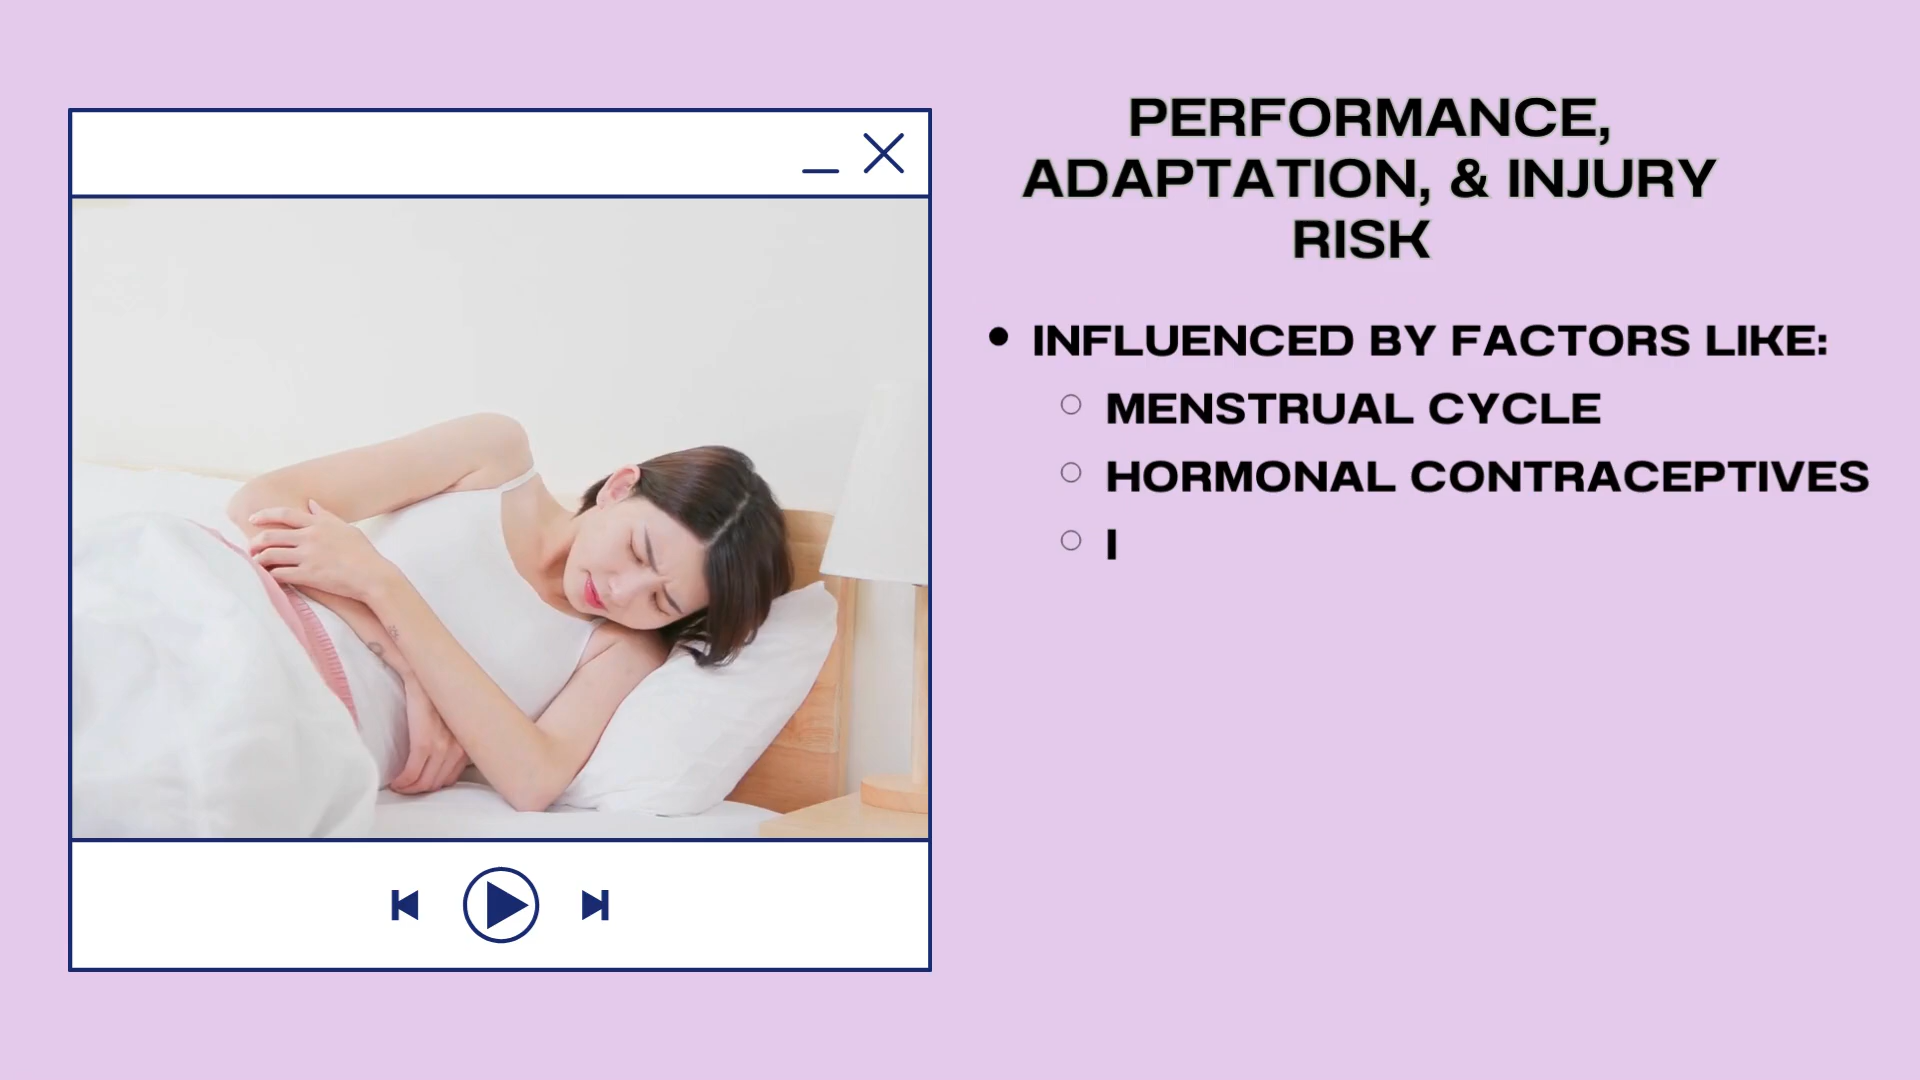 PERFORMANCE,
ADAPTATION, & INJURY
RISK
INFLUENCED BY FACTORS LIKE:
MENSTRUAL CYCLE
HORMONAL CONTRACEPTIVES
I